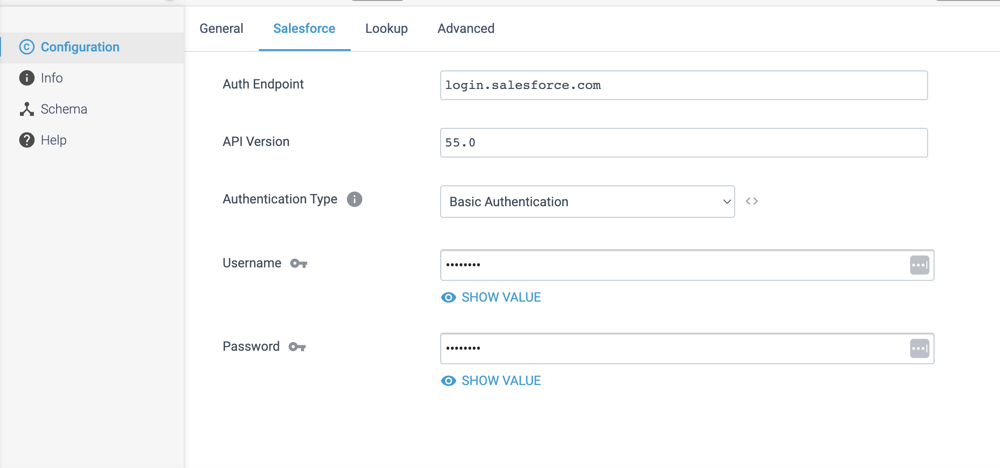 General Salesforce Lookup Advanced
Configuration
Info
Schema
Help
Auth Endpoint login.salesforce.com
API Version 55.0
Authentication Type Basic Authentication
Username ••••••••
SHOW VALUE
Password ••••••••
SHOW VALUE